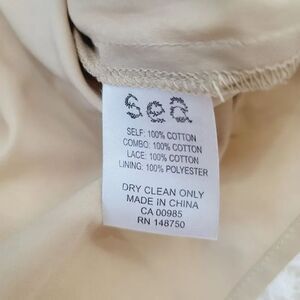 Sea
SELF: 100% COTTON
COMBO: 100% COTTON
LACE: 100% COTTON
LINING: 100% POLYESTER
DRY CLEAN ONLY
MADE IN CHINA
CA 00985
RN 148750